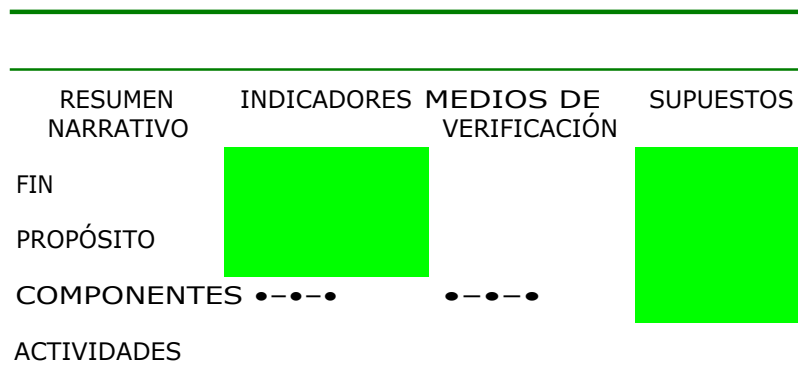 RESUMEN NARRATIVO
INDICADORES
MEDIOS DE VERIFICACIÓN
SUPUESTOS
FIN
PROPÓSITO
COMPONENTES •–•–• •–•–•
ACTIVIDADES